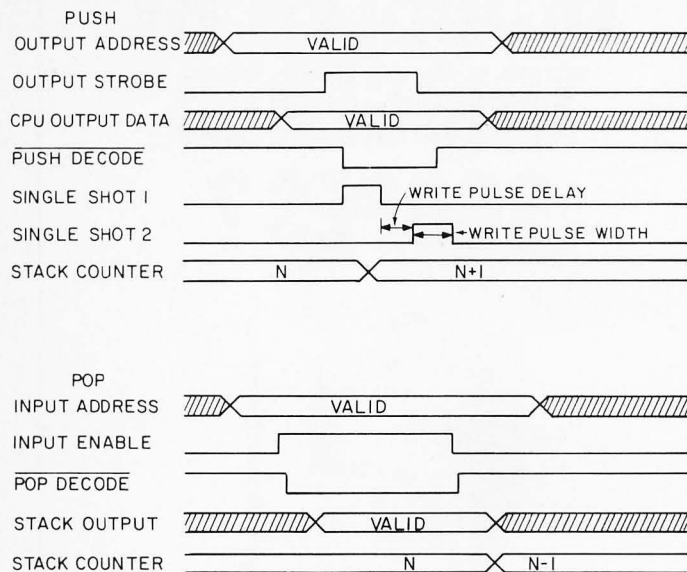 PUSH
OUTPUT ADDRESS VALID
OUTPUT STROBE
CPU OUTPUT DATA VALID
PUSH DECODE
SINGLE SHOT 1 WRITE PULSE DELAY
SINGLE SHOT 2 WRITE PULSE WIDTH
STACK COUNTER N N+1
POP
INPUT ADDRESS VALID
INPUT ENABLE
POP DECODE
STACK OUTPUT VALID
STACK COUNTER N N-1